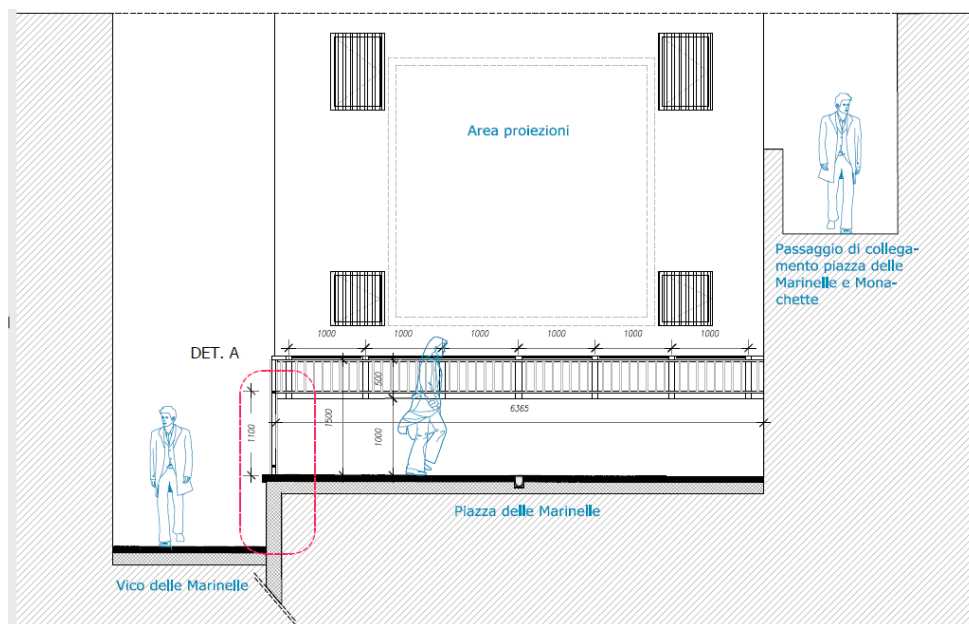 Area proiezioni
Passaggio di collega-
mento piazza delle
Marinelle e Mona-
chette
1000 1000 1000 1000 1000
DET. A
500
6365
1100
1500
1000
Piazza delle Marinelle
Vico delle Marinelle